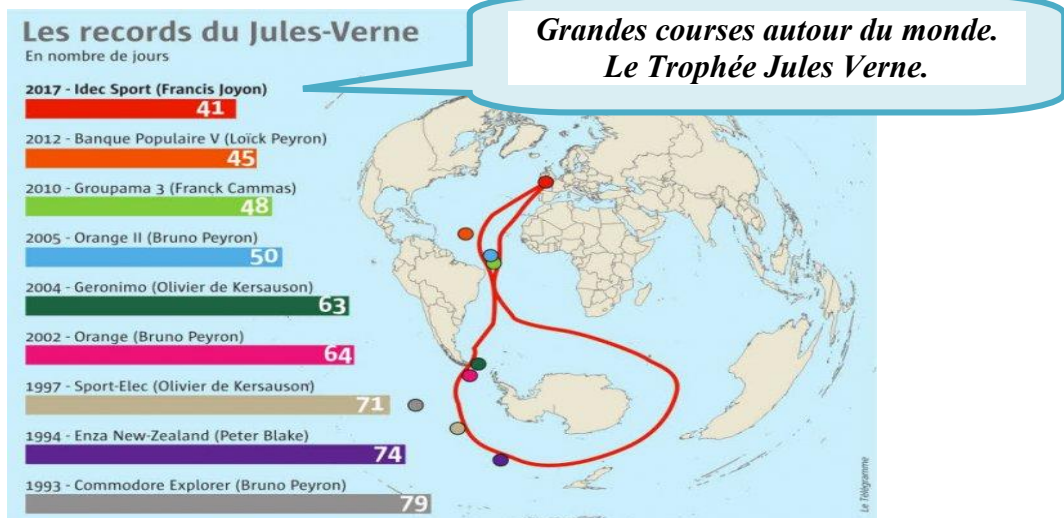 Les records du Jules-Verne
En nombre de jours
Grandes courses autour du monde.
Le Trophée Jules Verne.
2017 - Idec Sport (Francis Joyon)
41
2012 - Banque Populaire V (Loïck Peyron)
45
2010 - Groupama 3 (Franck Cammas)
48
2005 - Orange II (Bruno Peyron)
50
2004 - Geronimo (Olivier de Kersauson)
63
2002 - Orange (Bruno Peyron)
64
1997 - Sport-Elec (Olivier de Kersauson)
71
1994 - Enza New-Zealand (Peter Blake)
74
1993 - Commodore Explorer (Bruno Peyron)
79
Le Télégramme